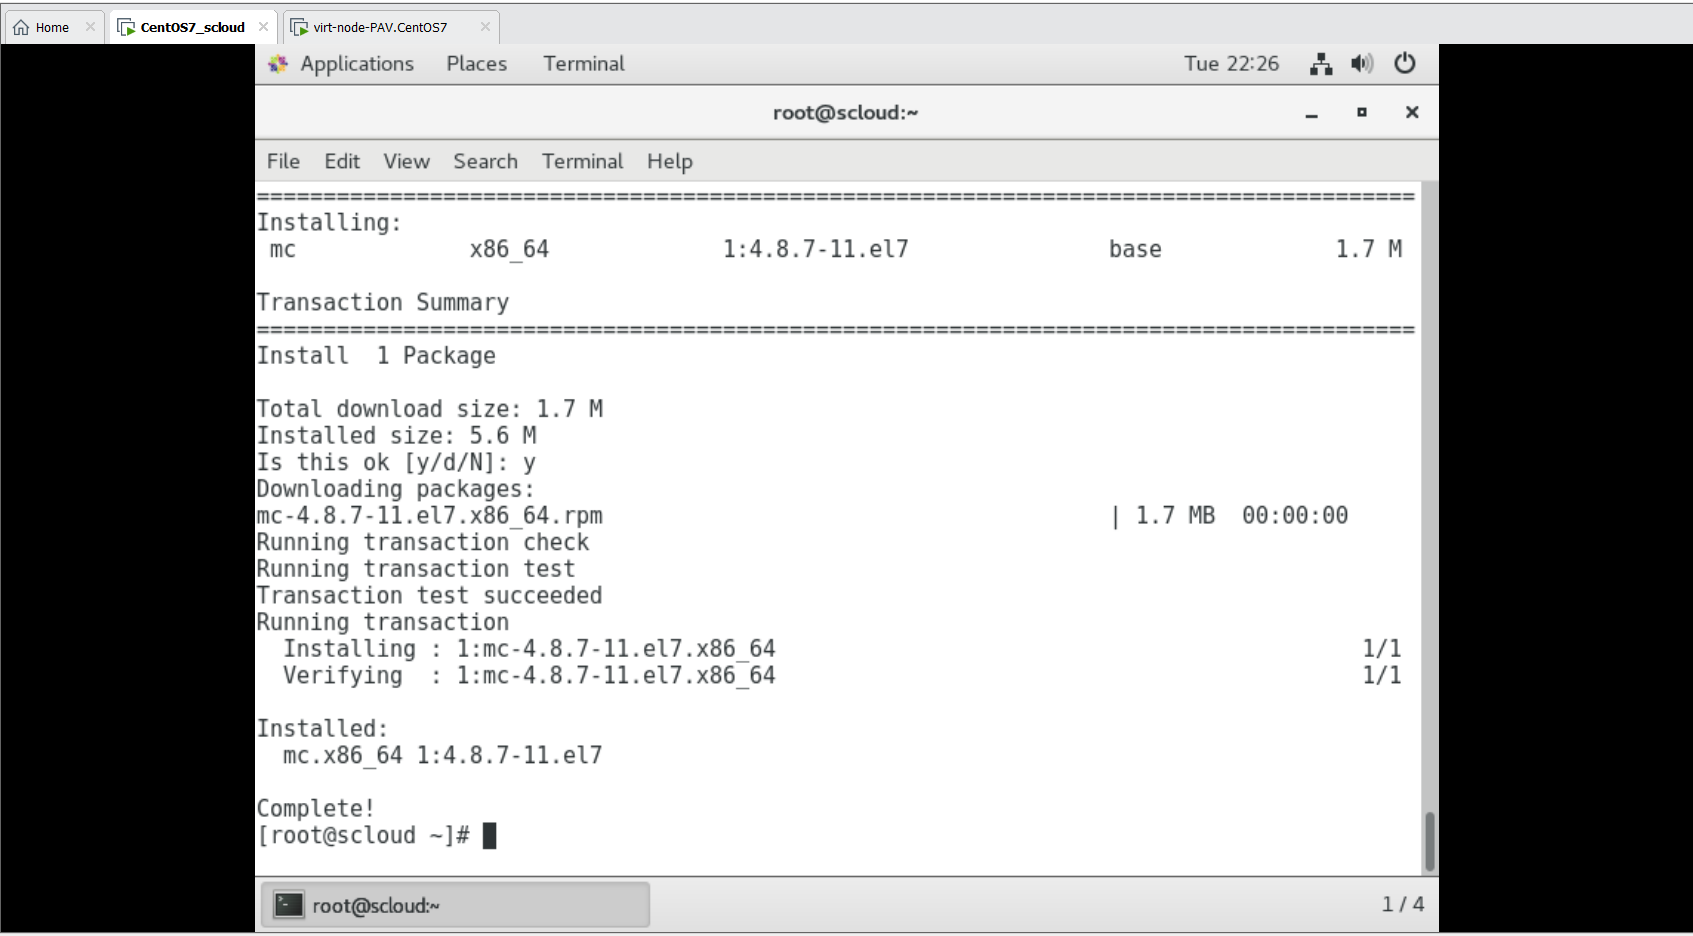 Home CentOS7_scloud virt-node-PAV.CentOS7
Applications Places Terminal Tue 22:26
root@scloud:~
File Edit View Search Terminal Help
=======================================================================================
Installing:
 mc x86_64 1:4.8.7-11.el7 base 1.7 M
Transaction Summary
=======================================================================================
Install  1 Package
Total download size: 1.7 M
Installed size: 5.6 M
Is this ok [y/d/N]: y
Downloading packages:
mc-4.8.7-11.el7.x86_64.rpm | 1.7 MB  00:00:00
Running transaction check
Running transaction test
Transaction test succeeded
Running transaction
  Installing : 1:mc-4.8.7-11.el7.x86_64 1/1
  Verifying  : 1:mc-4.8.7-11.el7.x86_64 1/1
Installed:
  mc.x86_64 1:4.8.7-11.el7
Complete!
[root@scloud ~]#
root@scloud:~ 1 / 4